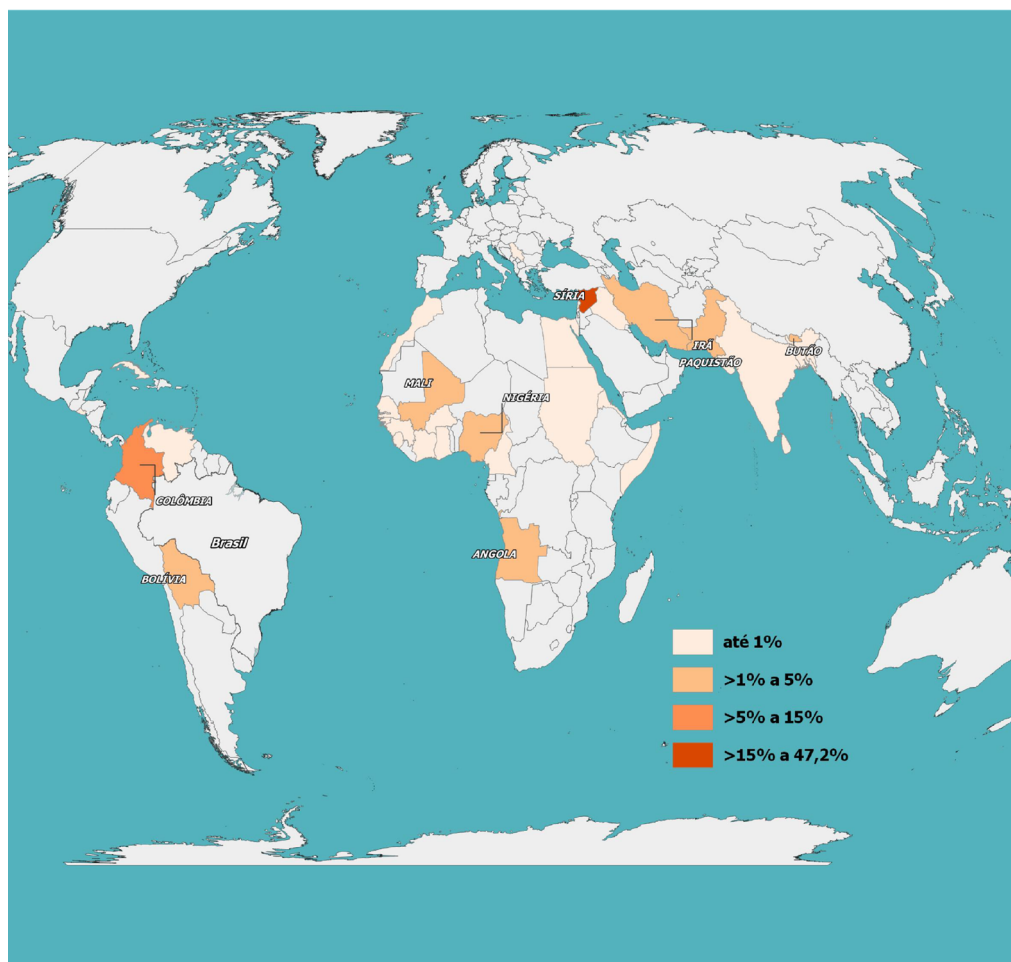 SÍRIA
IRÃ
PAQUISTÃO
BUTÃO
MALI
NIGÉRIA
COLÔMBIA
Brasil
ANGOLA
BOLÍVIA
até 1%
>1% a 5%
>5% a 15%
>15% a 47,2%